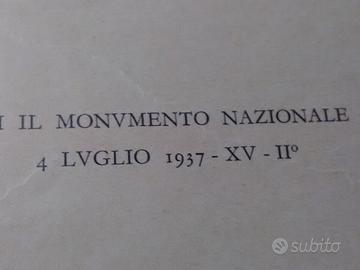 I IL MONVMENTO NAZIONALE
4 LVGLIO 1937 - XV - IIº
subito